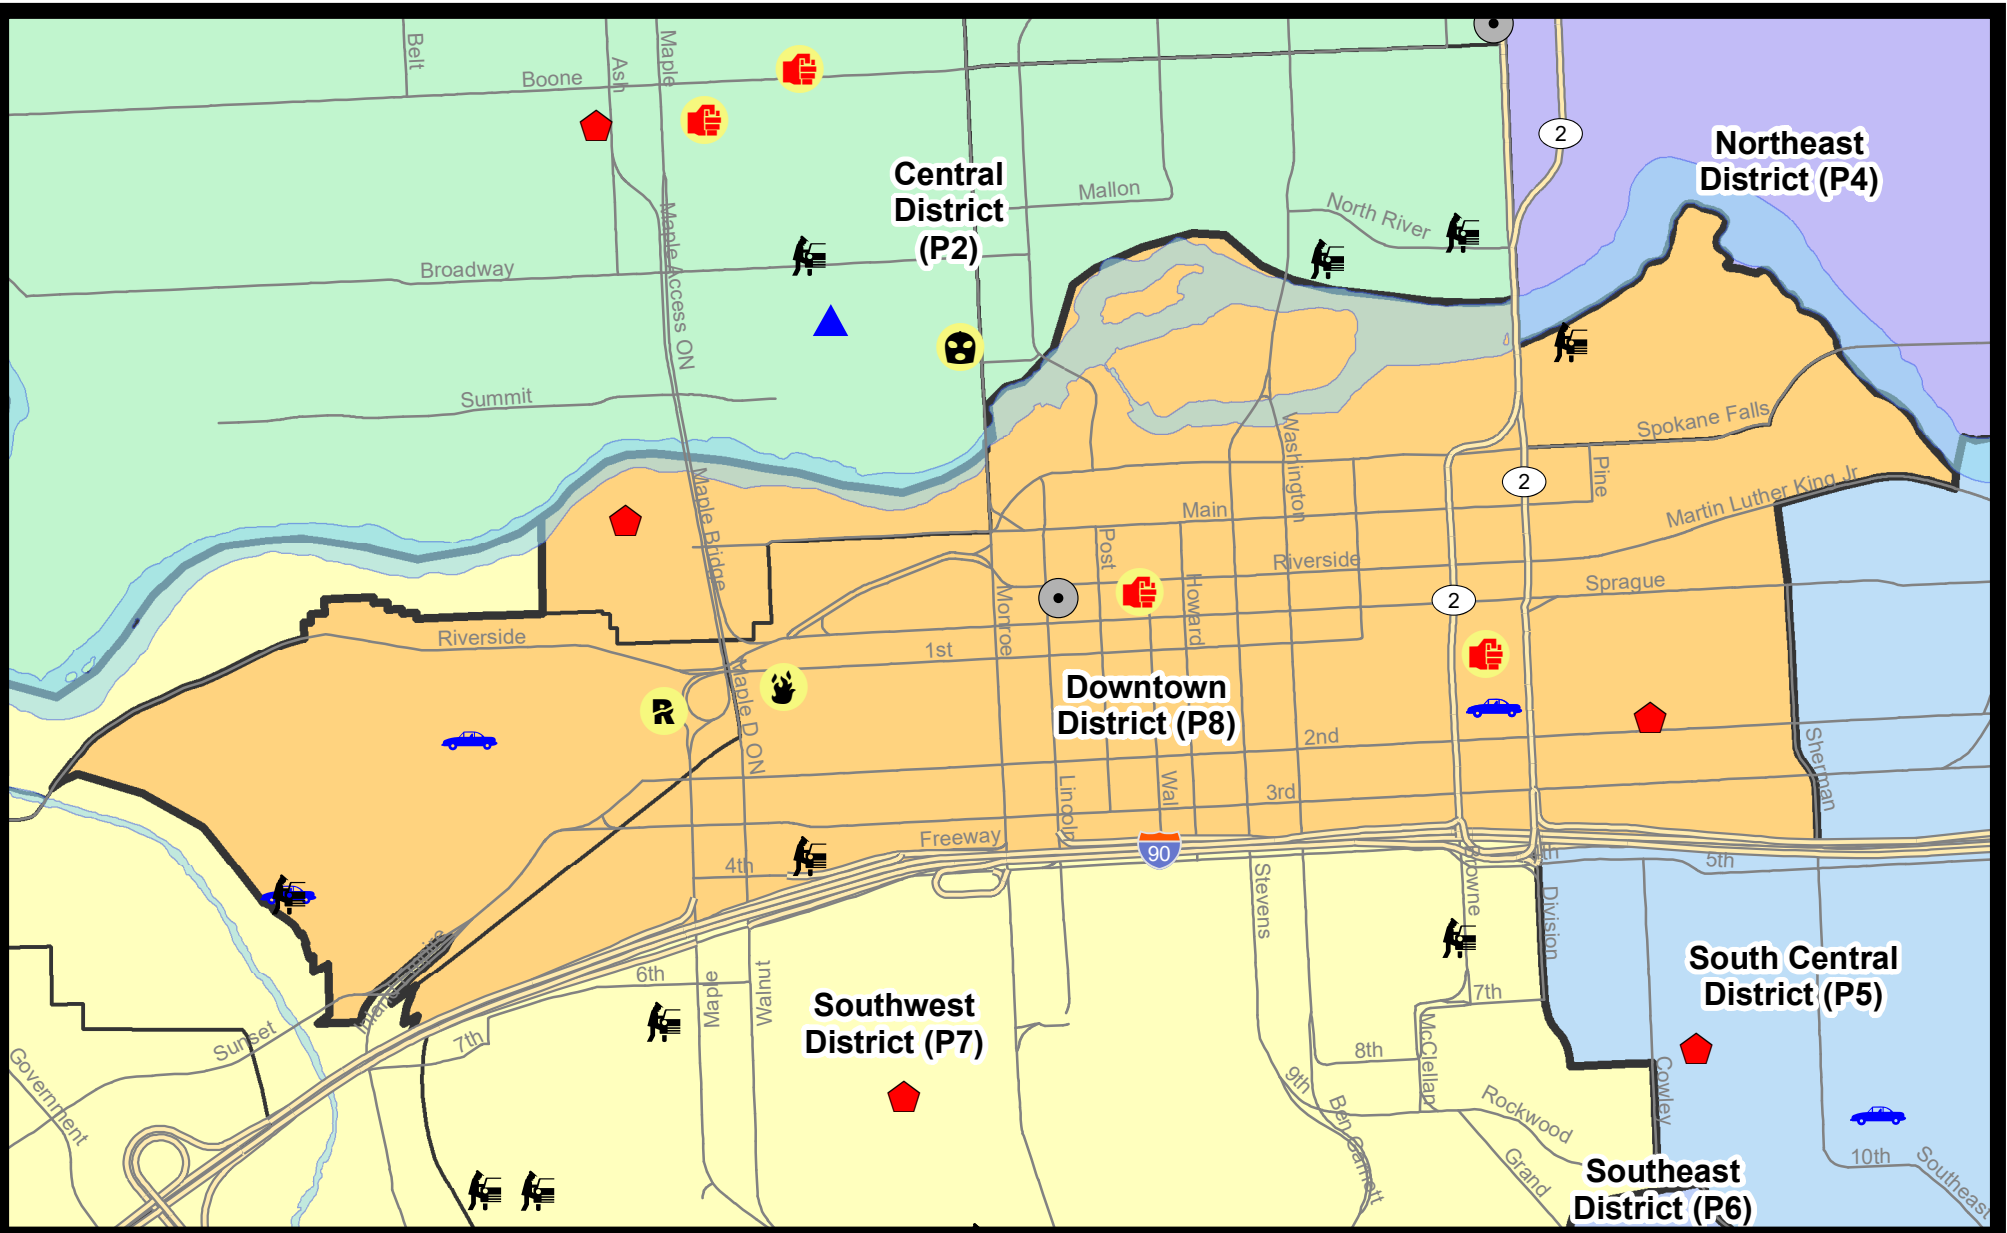 Belt
Ash
Maple
Boone
2
Northeast
District (P4)
Central
District
(P2)
Mallon
North River
Maple Access ON
Broadway
Summit
Spokane Falls
Washington
Pine
2
Martin Luther King Jr
Maple Bridge
Main
Post
Riverside
Howard
Sprague
2
Monroe
Riverside
1st
Maple D ON
R
Downtown
District (P8)
2nd
Sherman
Lincoln
Wal
3rd
Freeway
90
4th
5th
Stevens
Division
South Central
District (P5)
6th
Maple
Walnut
7th
Southwest
District (P7)
Sunset
7th
Government
8th
McClellan
9th
Ben Garnett
Rockwood
Grand
Cowley
10th
Southeast
Southeast
District (P6)